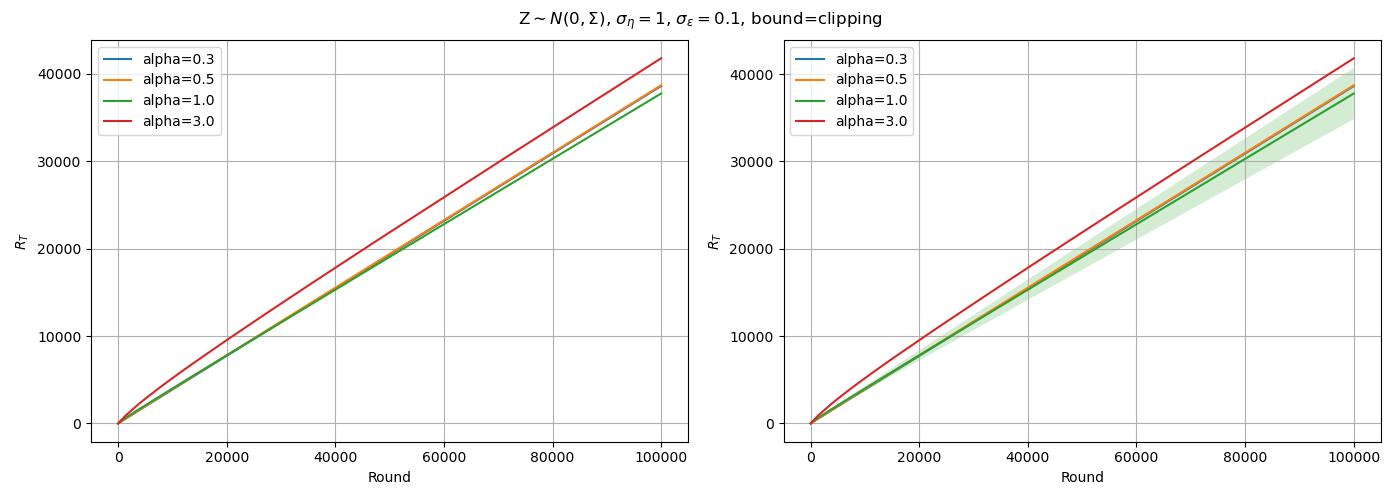 Z ∼ N(0, Σ), σ_η = 1, σ_ε = 0.1, bound=clipping
alpha=0.3
alpha=0.5
alpha=1.0
alpha=3.0
40000
30000
20000
10000
0
R_T
0 20000 40000 60000 80000 100000
Round
alpha=0.3
alpha=0.5
alpha=1.0
alpha=3.0
40000
30000
20000
10000
0
R_T
0 20000 40000 60000 80000 100000
Round